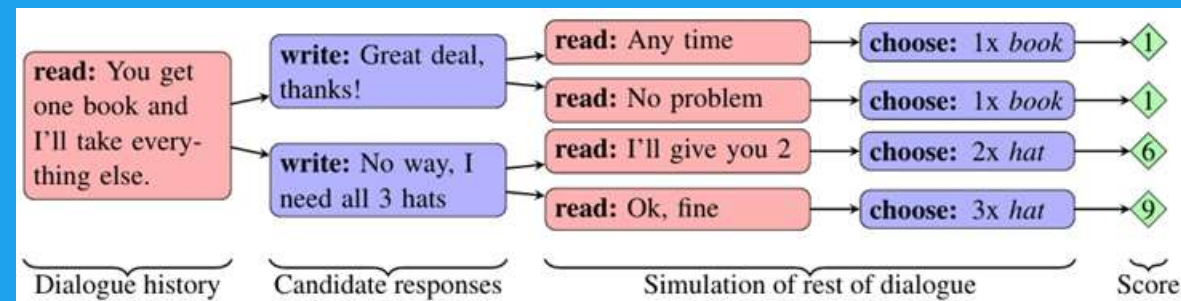 read: You get
one book and
I'll take every-
thing else.
write: Great deal,
thanks!
write: No way, I
need all 3 hats
read: Any time
choose: 1x book
1
read: No problem
choose: 1x book
1
read: I'll give you 2
choose: 2x hat
6
read: Ok, fine
choose: 3x hat
9
Dialogue history
Candidate responses
Simulation of rest of dialogue
Score